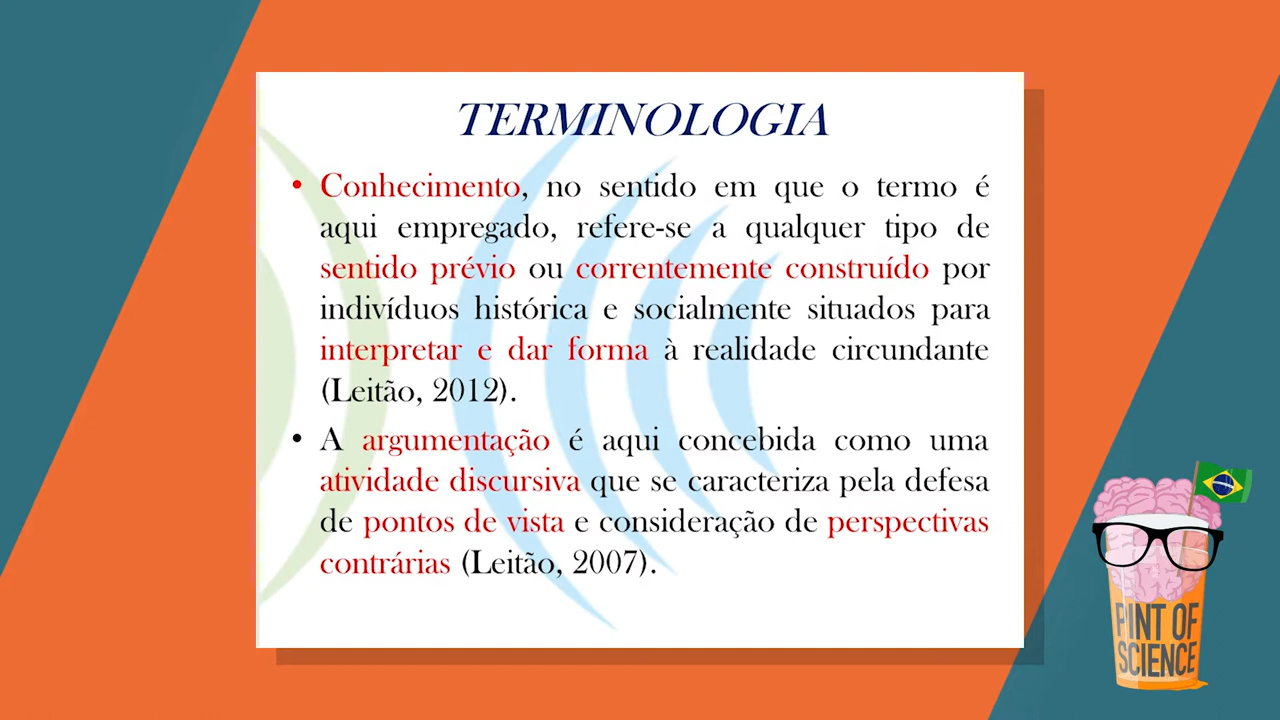 TERMINOLOGIA
• Conhecimento, no sentido em que o termo é
aqui empregado, refere-se a qualquer tipo de
sentido prévio ou correntemente construído por
indivíduos histórica e socialmente situados para
interpretar e dar forma à realidade circundante
(Leitão, 2012).
• A argumentação é aqui concebida como uma
atividade discursiva que se caracteriza pela defesa
de pontos de vista e consideração de perspectivas
contrárias (Leitão, 2007).
PINT OF
SCIENCE